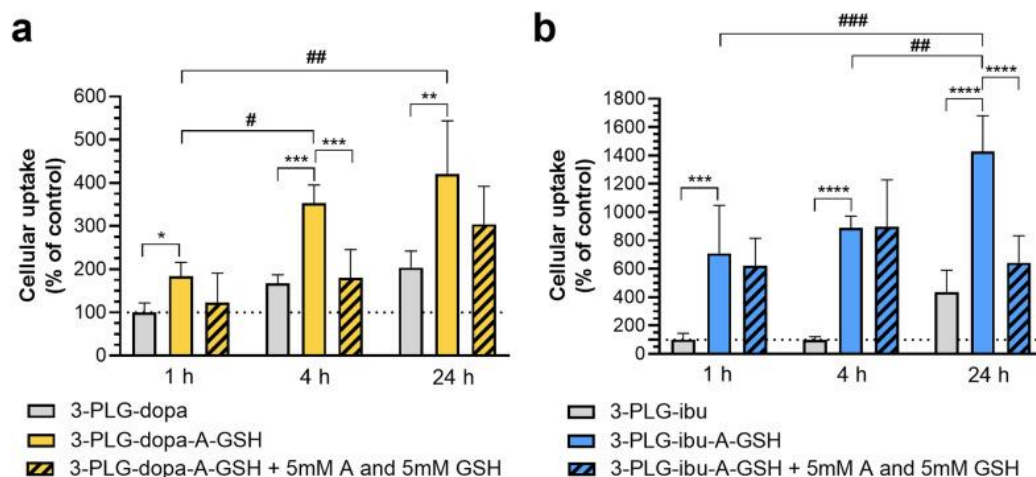 a
##
#
***
***
**
*
Cellular uptake
(% of control)
600
500
400
300
200
100
0
1 h
4 h
24 h
3-PLG-dopa
3-PLG-dopa-A-GSH
3-PLG-dopa-A-GSH + 5mM A and 5mM GSH
b
###
##
****
****
***
****
Cellular uptake
(% of control)
1800
1600
1400
1200
1000
800
600
400
200
0
1 h
4 h
24 h
3-PLG-ibu
3-PLG-ibu-A-GSH
3-PLG-ibu-A-GSH + 5mM A and 5mM GSH